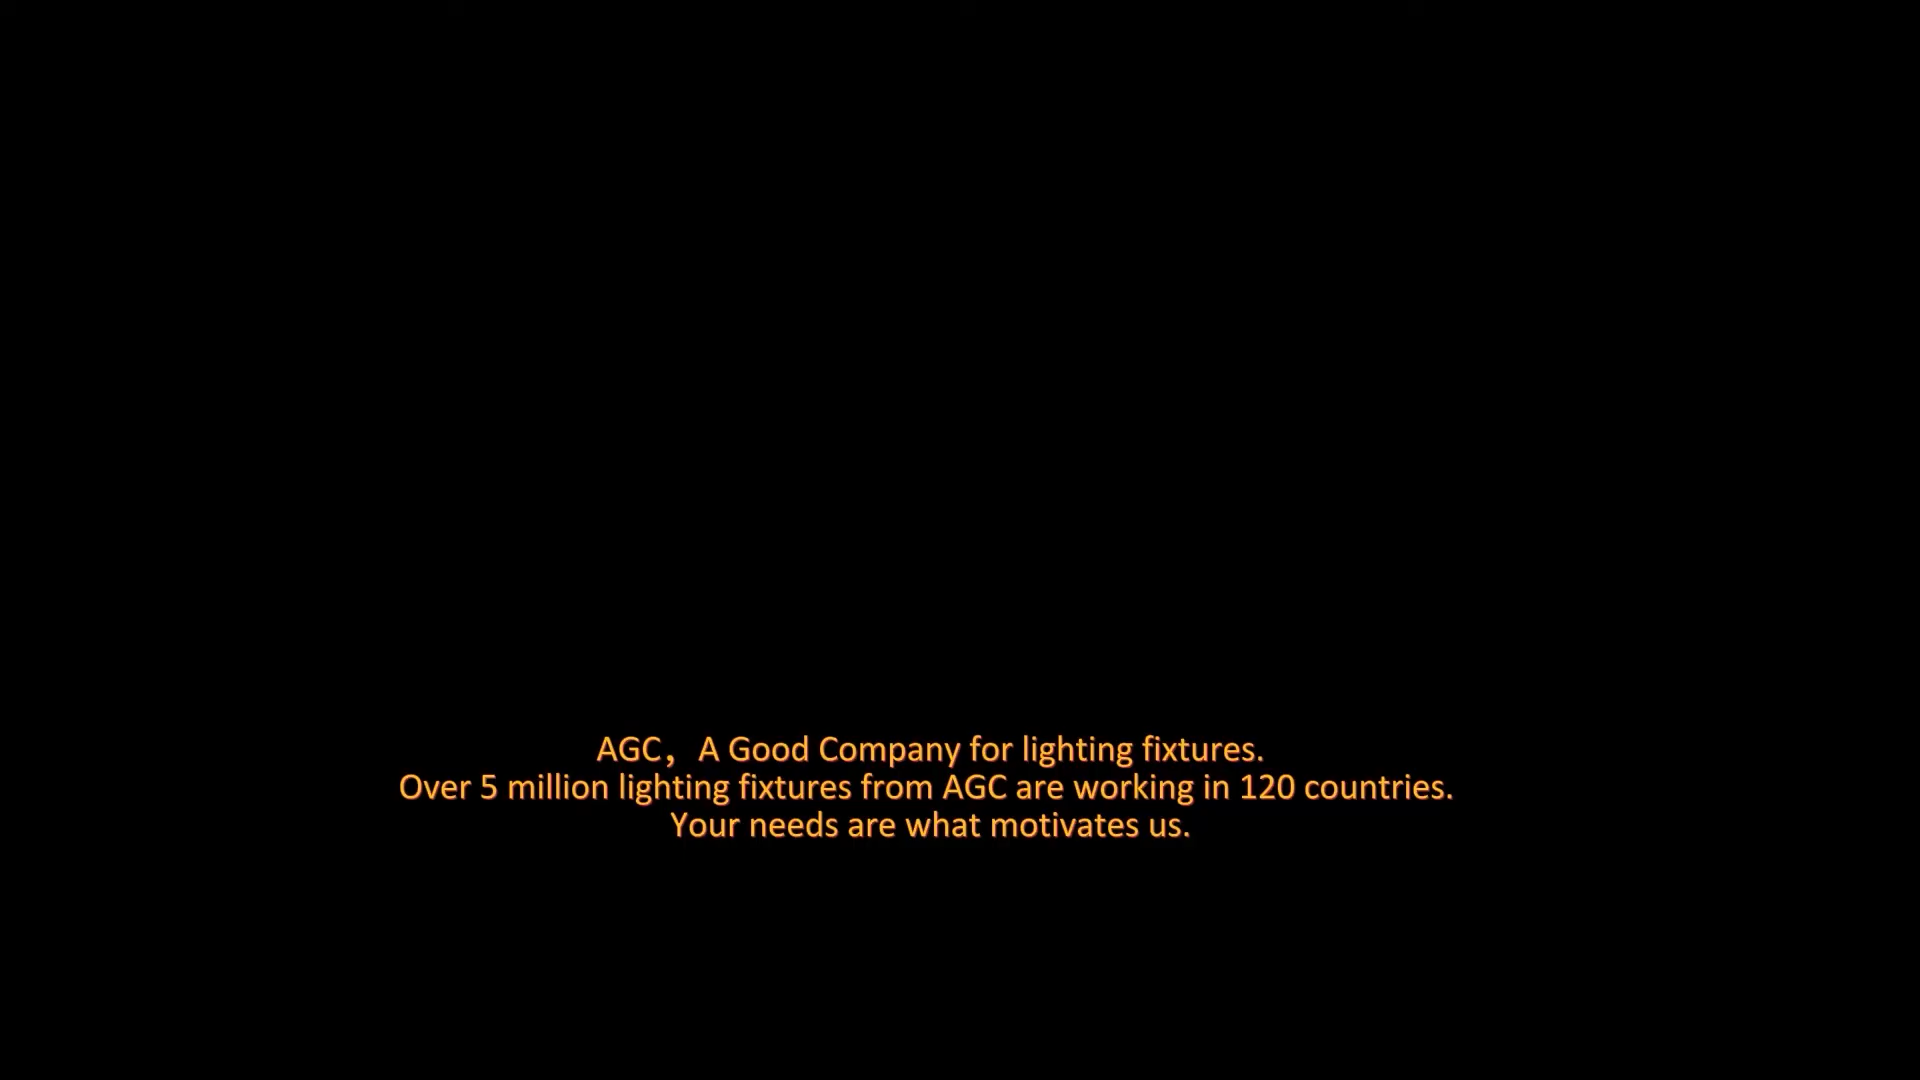 AGC，A Good Company for lighting fixtures.
Over 5 million lighting fixtures from AGC are working in 120 countries.
Your needs are what motivates us.